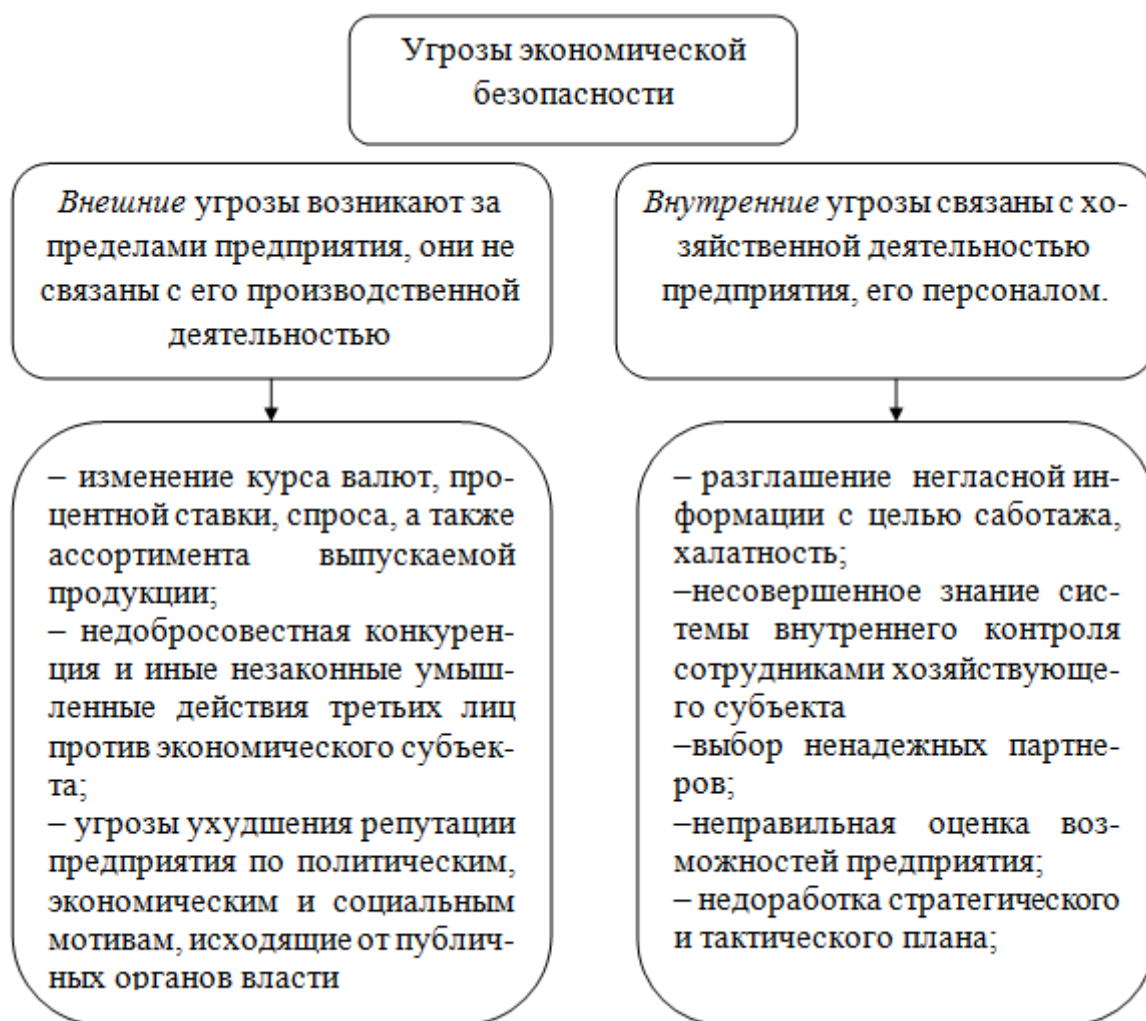 Угрозы экономической
безопасности
Внешние угрозы возникают за
пределами предприятия, они не
связаны с его производственной
деятельностью
Внутренние угрозы связаны с хо-
зяйственной деятельностью
предприятия, его персоналом.
– изменение курса валют, про-
центной ставки, спроса, а также
ассортимента выпускаемой
продукции;
– недобросовестная конкурен-
ция и иные незаконные умыш-
ленные действия третьих лиц
против экономического субъек-
та;
– угрозы ухудшения репутации
предприятия по политическим,
экономическим и социальным
мотивам, исходящие от публич-
ных органов власти
– разглашение негласной ин-
формации с целью саботажа,
халатность;
–несовершенное знание сис-
темы внутреннего контроля
сотрудниками хозяйствующе-
го субъекта
–выбор ненадежных партне-
ров;
–неправильная оценка воз-
можностей предприятия;
– недоработка стратегического
и тактического плана;